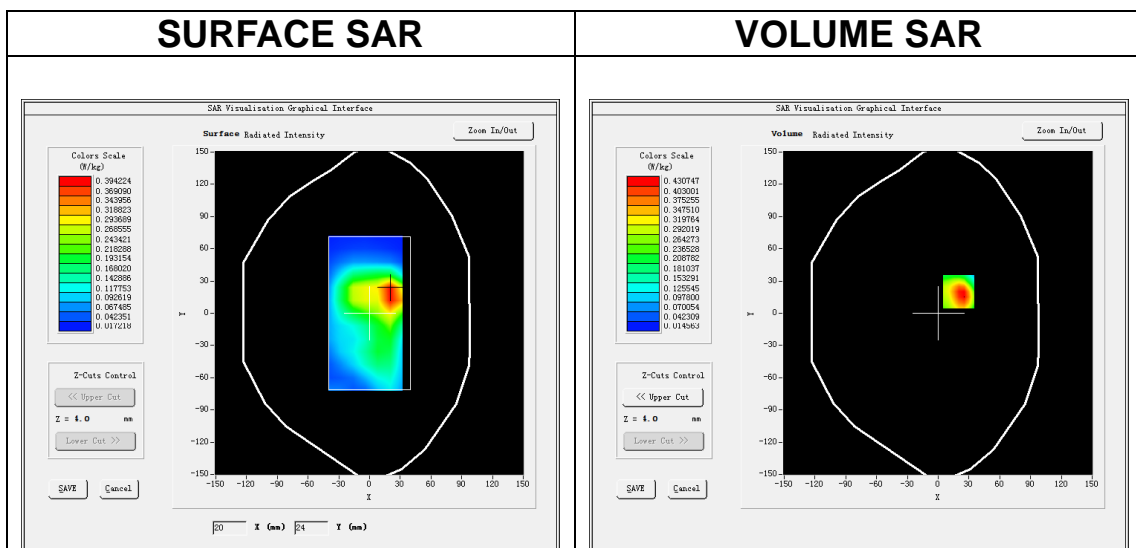 SURFACE SAR
VOLUME SAR
SAR Visualisation Graphical Interface
Surface Radiated Intensity
Zoom In/Out
Colors Scale
(W/kg)
0.394224
0.369090
0.343956
0.318823
0.293689
0.268555
0.243421
0.218288
0.193154
0.168020
0.142886
0.117753
0.092619
0.067485
0.042351
0.017218
150
120
90
60
30
0
-30
-60
-90
-120
-150
Y
-150 -120 -90 -60 -30 0 30 60 90 120 150
X
Z-Cuts Control
<< Upper Cut
Z = 4.0 mm
Lower Cut >>
SAVE Cancel
20 X (mm) 24 Y (mm)
SAR Visualisation Graphical Interface
Volume Radiated Intensity
Zoom In/Out
Colors Scale
(W/kg)
0.430747
0.403001
0.375255
0.347510
0.319764
0.292019
0.264273
0.236528
0.208782
0.181037
0.153291
0.125545
0.097800
0.070054
0.042309
0.014563
150
120
90
60
30
0
-30
-60
-90
-120
-150
Y
-150 -120 -90 -60 -30 0 30 60 90 120 150
X
Z-Cuts Control
<< Upper Cut
Z = 4.0 mm
Lower Cut >>
SAVE Cancel